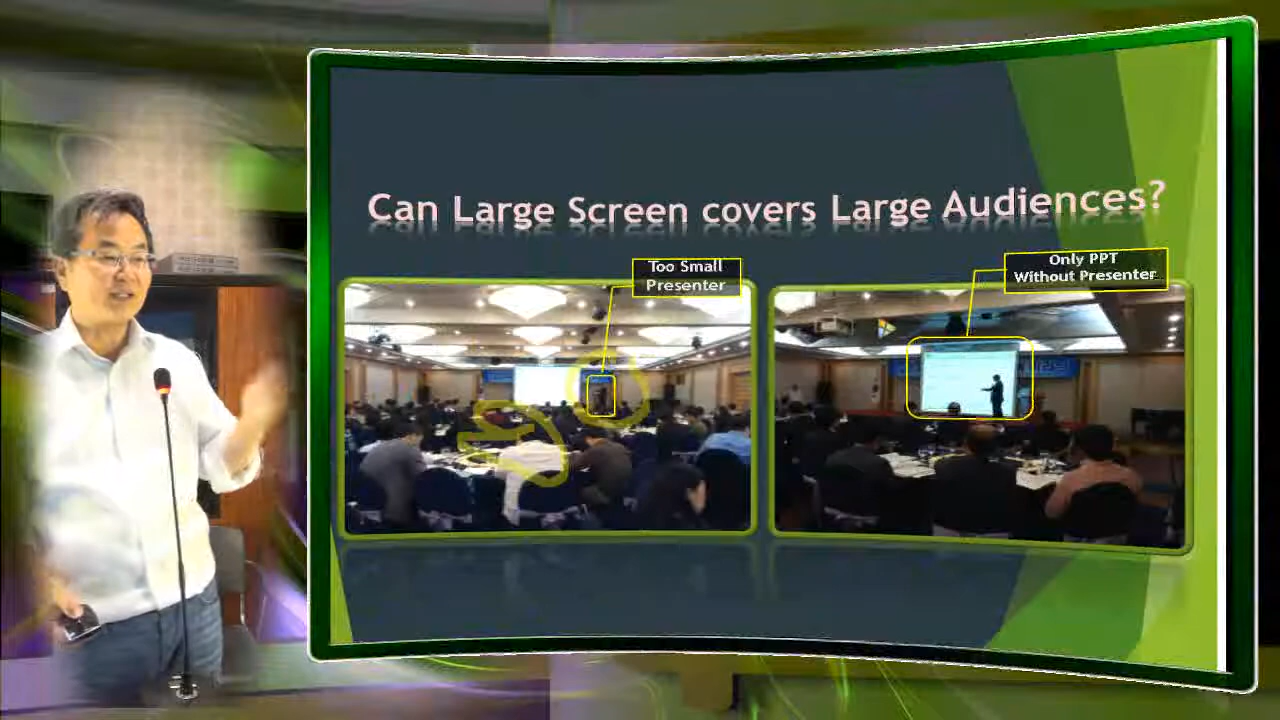 Can Large Screen covers Large Audiences?
Too Small
Presenter
Only PPT
Without Presenter